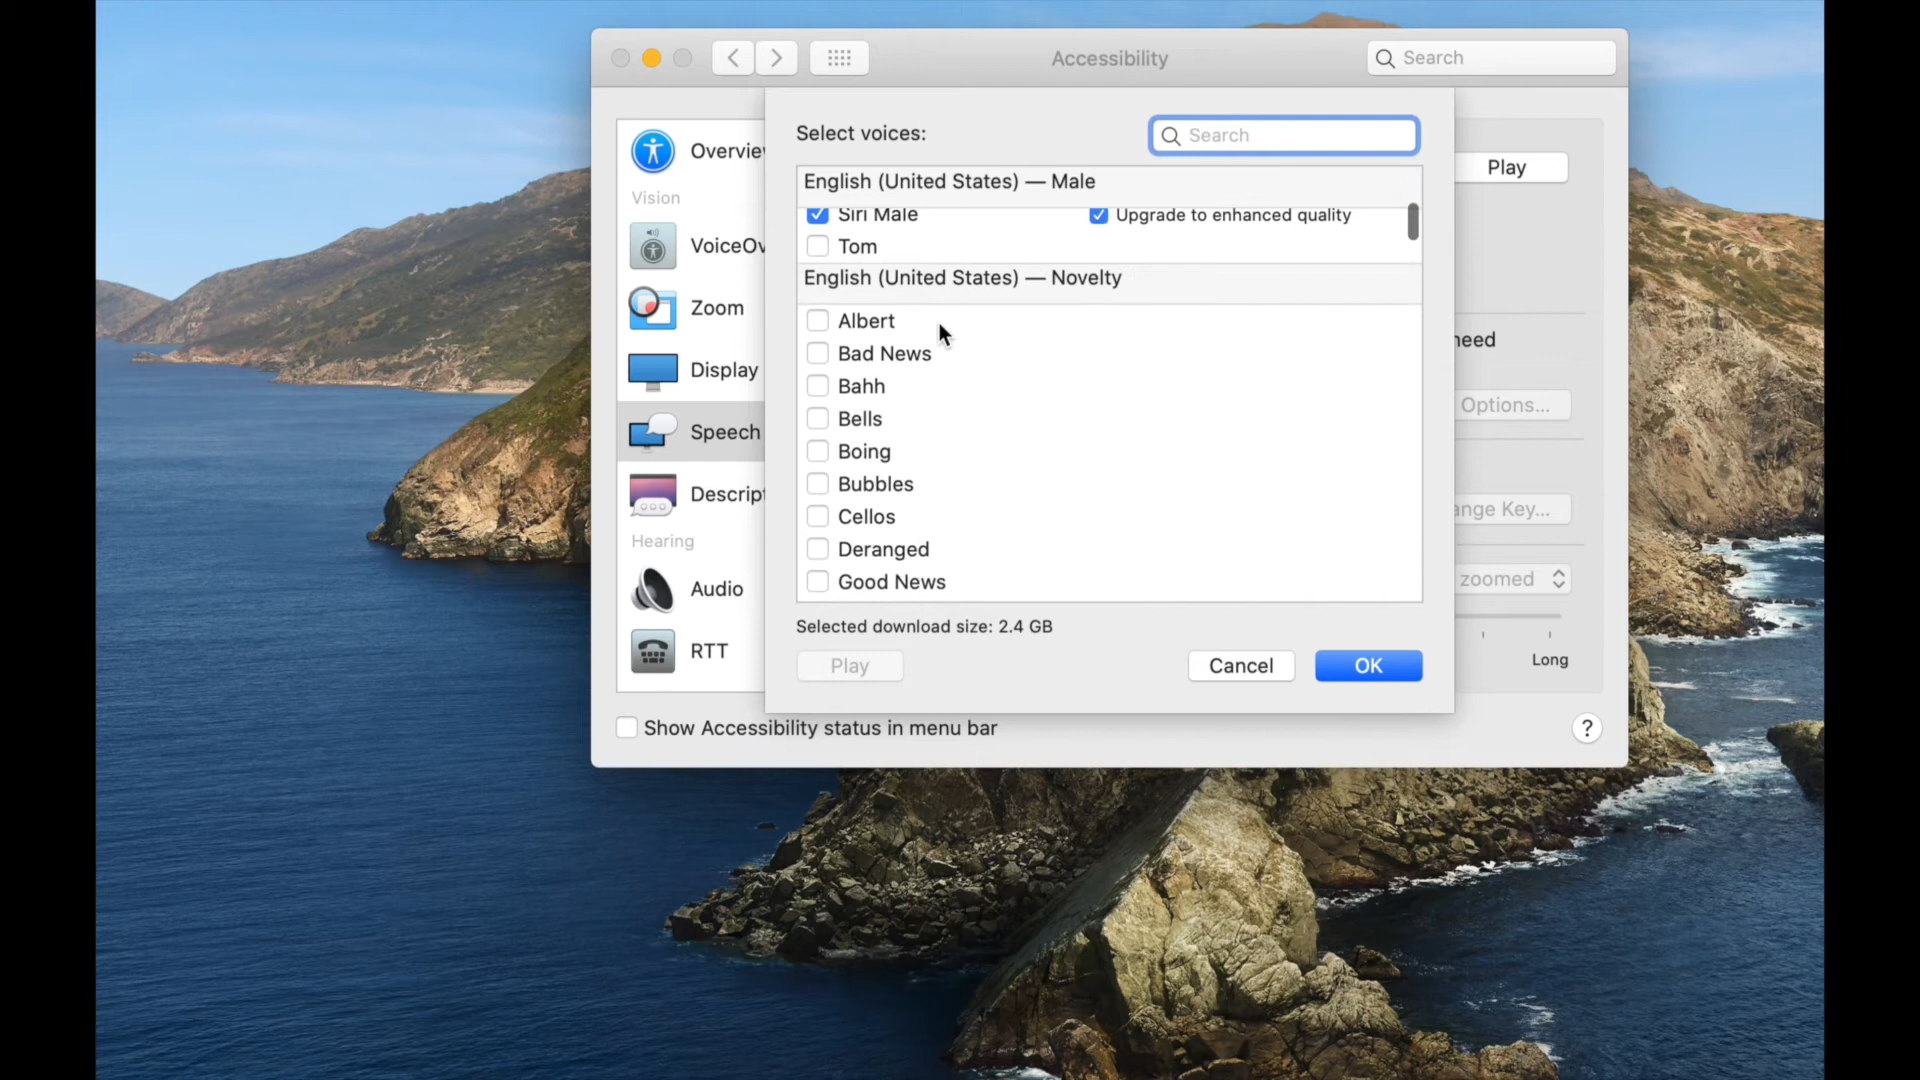 Accessibility
Search
Select voices:
Search
English (United States) — Male
Siri Male
Upgrade to enhanced quality
Tom
English (United States) — Novelty
Albert
Bad News
Bahh
Bells
Boing
Bubbles
Cellos
Deranged
Good News
Selected download size: 2.4 GB
Play
Cancel
OK
Overvie
Vision
VoiceOv
Zoom
Display
Speech
Descript
Hearing
Audio
RTT
Play
need
Options...
ange Key...
zoomed
Long
Show Accessibility status in menu bar
?